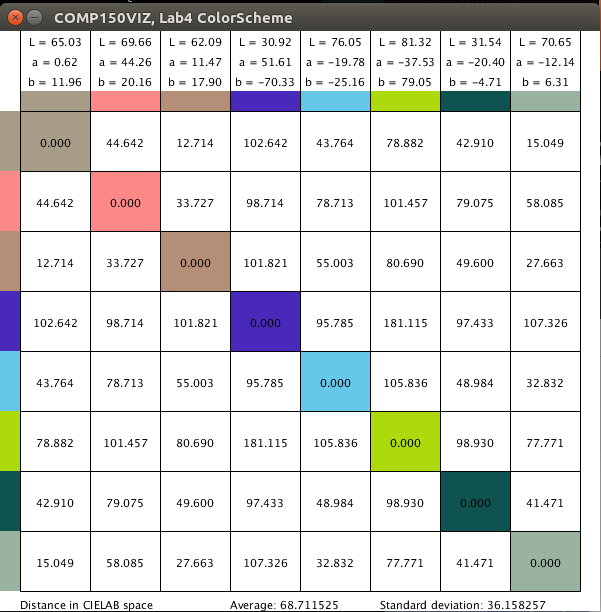 COMP150VIZ, Lab4 ColorScheme
L = 65.03 L = 69.66 L = 62.09 L = 30.92 L = 76.05 L = 81.32 L = 31.54 L = 70.65
a = 0.62 a = 44.26 a = 11.47 a = 51.61 a = −19.78 a = −37.53 a = −20.40 a = −12.14
b = 11.96 b = 20.16 b = 17.90 b = −70.33 b = −25.16 b = 79.05 b = −4.71 b = 6.31
0.000 44.642 12.714 102.642 43.764 78.882 42.910 15.049
44.642 0.000 33.727 98.714 78.713 101.457 79.075 58.085
12.714 33.727 0.000 101.821 55.003 80.690 49.600 27.663
102.642 98.714 101.821 0.000 95.785 181.115 97.433 107.326
43.764 78.713 55.003 95.785 0.000 105.836 48.984 32.832
78.882 101.457 80.690 181.115 105.836 0.000 98.930 77.771
42.910 79.075 49.600 97.433 48.984 98.930 0.000 41.471
15.049 58.085 27.663 107.326 32.832 77.771 41.471 0.000
Distance in CIELAB space Average: 68.711525 Standard deviation: 36.158257